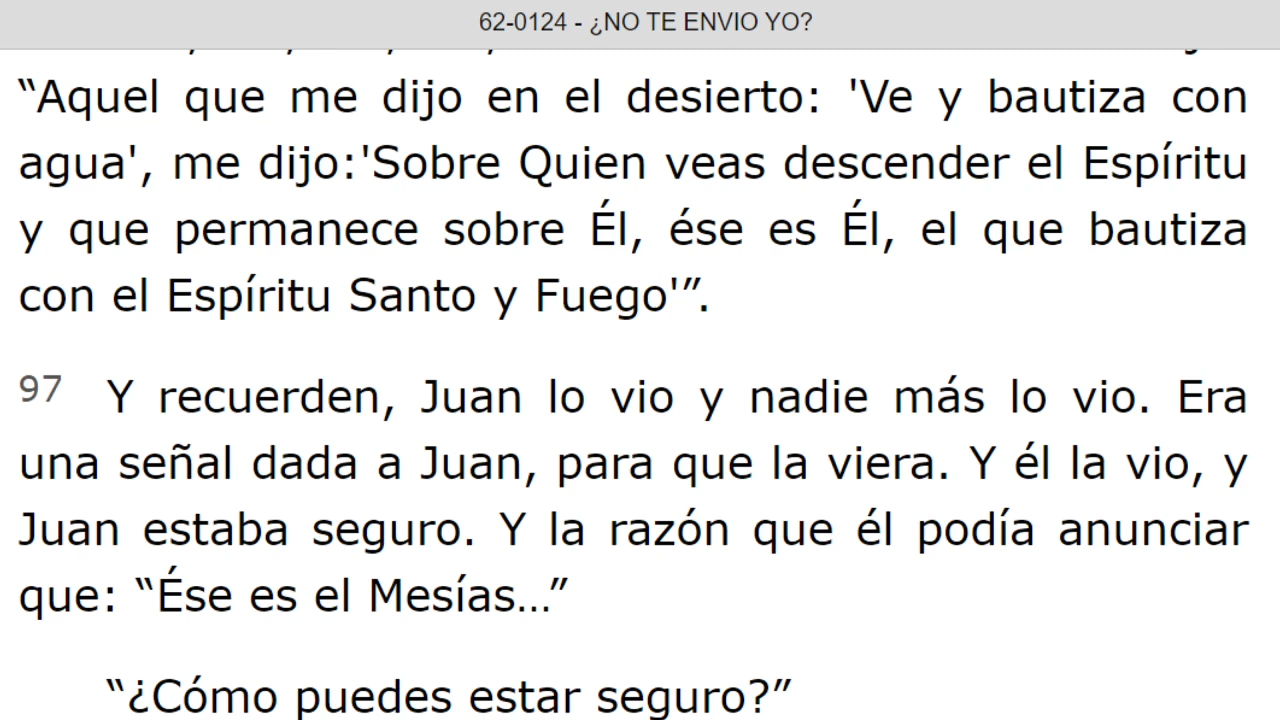 62-0124 - ¿NO TE ENVIO YO?
“Aquel que me dijo en el desierto: 'Ve y bautiza con
agua', me dijo:'Sobre Quien veas descender el Espíritu
y que permanece sobre Él, ése es Él, el que bautiza
con el Espíritu Santo y Fuego'”.
97 Y recuerden, Juan lo vio y nadie más lo vio. Era
una señal dada a Juan, para que la viera. Y él la vio, y
Juan estaba seguro. Y la razón que él podía anunciar
que: “Ése es el Mesías...”
“¿Cómo puedes estar seguro?”